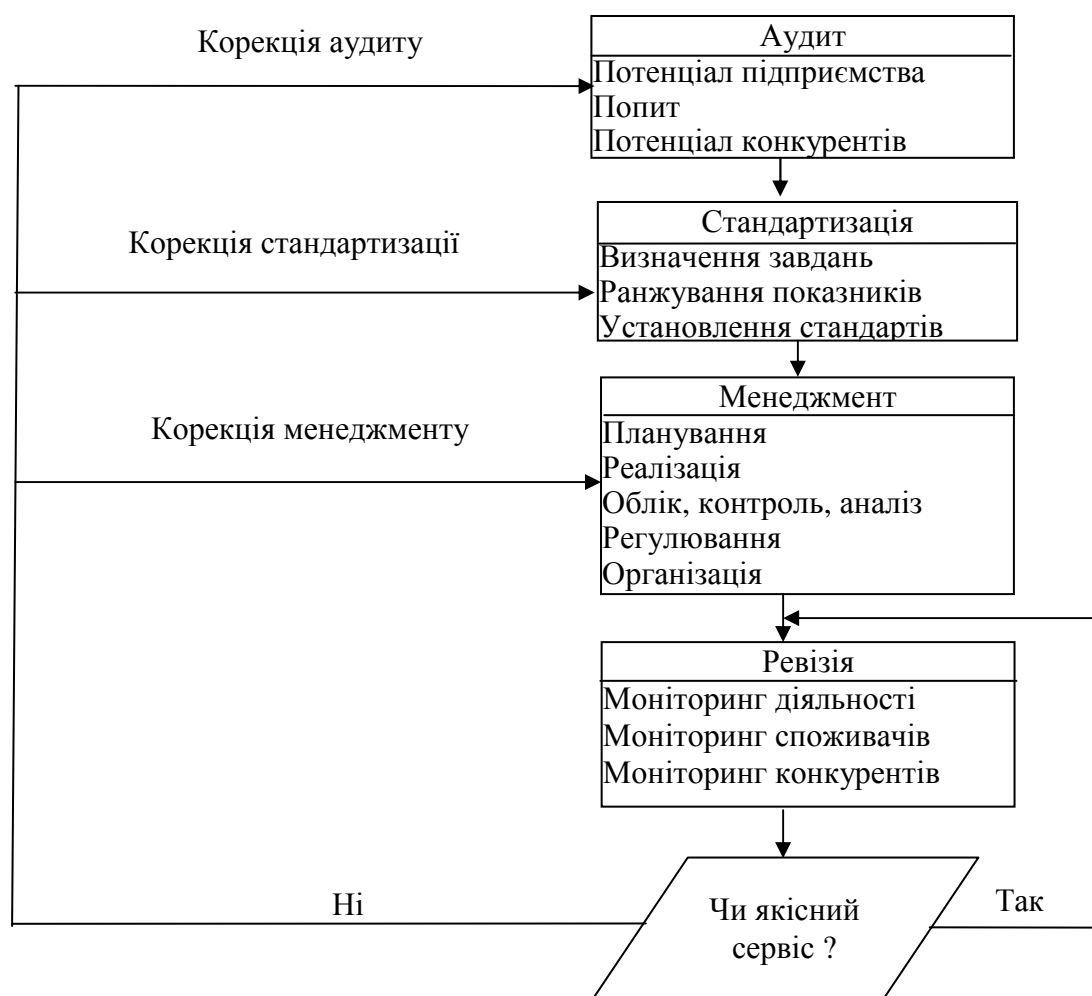 Корекція аудиту
Аудит
Потенціал підприємства
Попит
Потенціал конкурентів
Корекція стандартизації
Стандартизація
Визначення завдань
Ранжування показників
Установлення стандартів
Корекція менеджменту
Менеджмент
Планування
Реалізація
Облік, контроль, аналіз
Регулювання
Організація
Ревізія
Моніторинг діяльності
Моніторинг споживачів
Моніторинг конкурентів
Ні
Чи якісний
сервіс ?
Так